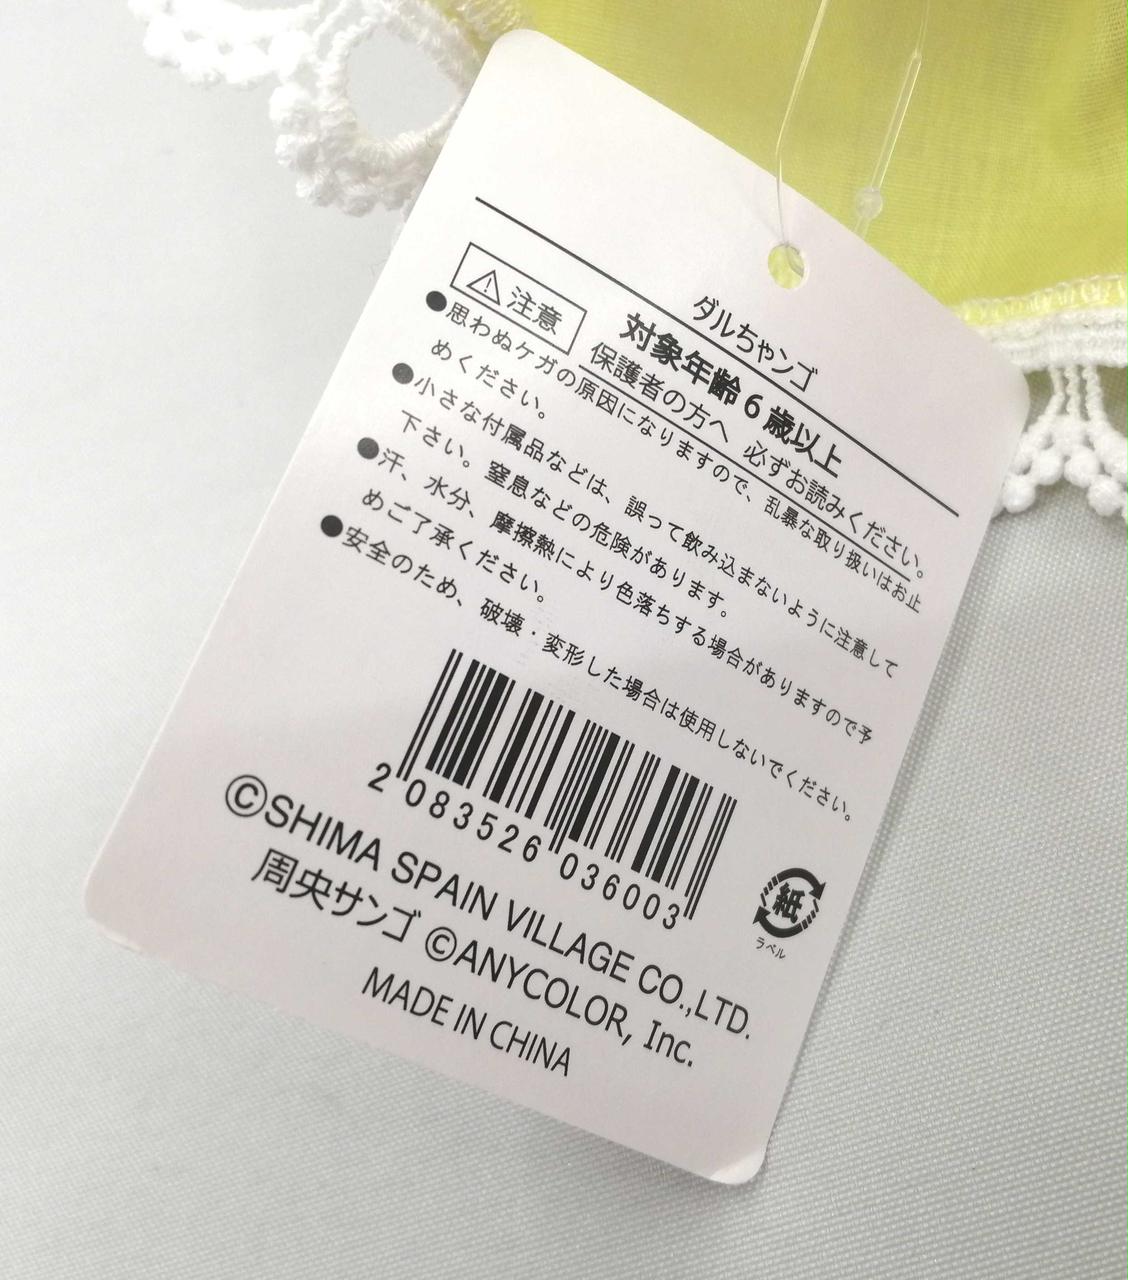 ダルちゃンゴ
対象年齢6歳以上
⚠注意 保護者の方へ 必ずお読みください。
●思わぬケガの原因になりますので、乱暴な取り扱いはお止
めください。
●小さな付属品などは、誤って飲み込まないように注意して
下さい。窒息などの危険があります。
●汗、水分、摩擦熱により色落ちする場合がありますので予
めご了承ください。
●安全のため、破壊・変形した場合は使用しないでください。
2 083526 036003
紙
ラベル
©SHIMA SPAIN VILLAGE CO.,LTD.
周央サンゴ ©ANYCOLOR, Inc.
MADE IN CHINA